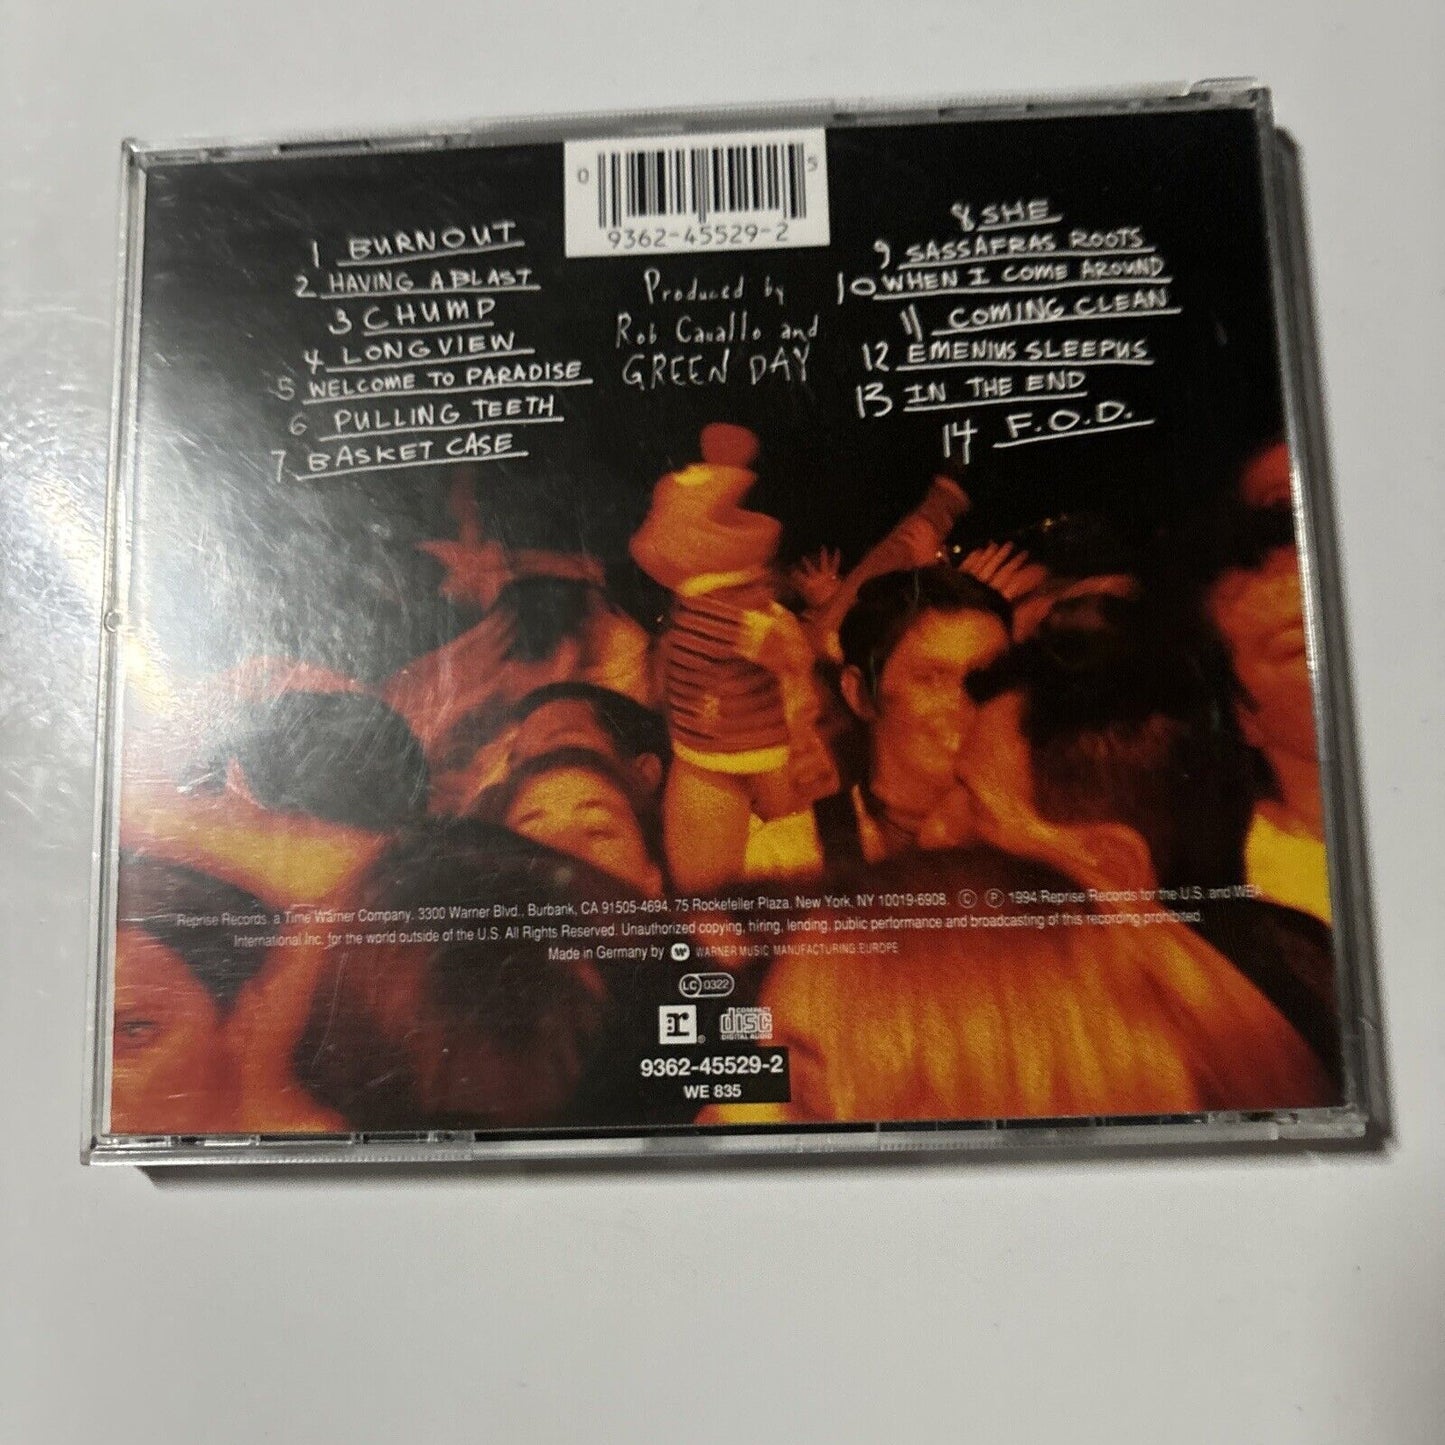 0 5
9362-45529-2
1 BURNOUT
2 HAVING A BLAST
3 CHUMP
4 LONGVIEW
5 WELCOME TO PARADISE
6 PULLING TEETH
7 BASKET CASE
Produced by
Rob Cavallo and
GREEN DAY
8 SHE
9 SASSAFRAS ROOTS
10 WHEN I COME AROUND
11 COMING CLEAN
12 EMENIUS SLEEPUS
13 IN THE END
14 F.O.D.
Reprise Records, a Time Warner Company, 3300 Warner Blvd., Burbank, CA 91505-4694, 75 Rockefeller Plaza, New York, NY 10019-6908. © ℗ 1994 Reprise Records for the U.S. and WEA
International Inc. for the world outside of the U.S. All Rights Reserved. Unauthorized copying, hiring, lending, public performance and broadcasting of this recording prohibited.
Made in Germany by W WARNER MUSIC MANUFACTURING EUROPE
LC 0322
r ® COMPACT
disc
DIGITAL AUDIO
9362-45529-2
WE 835